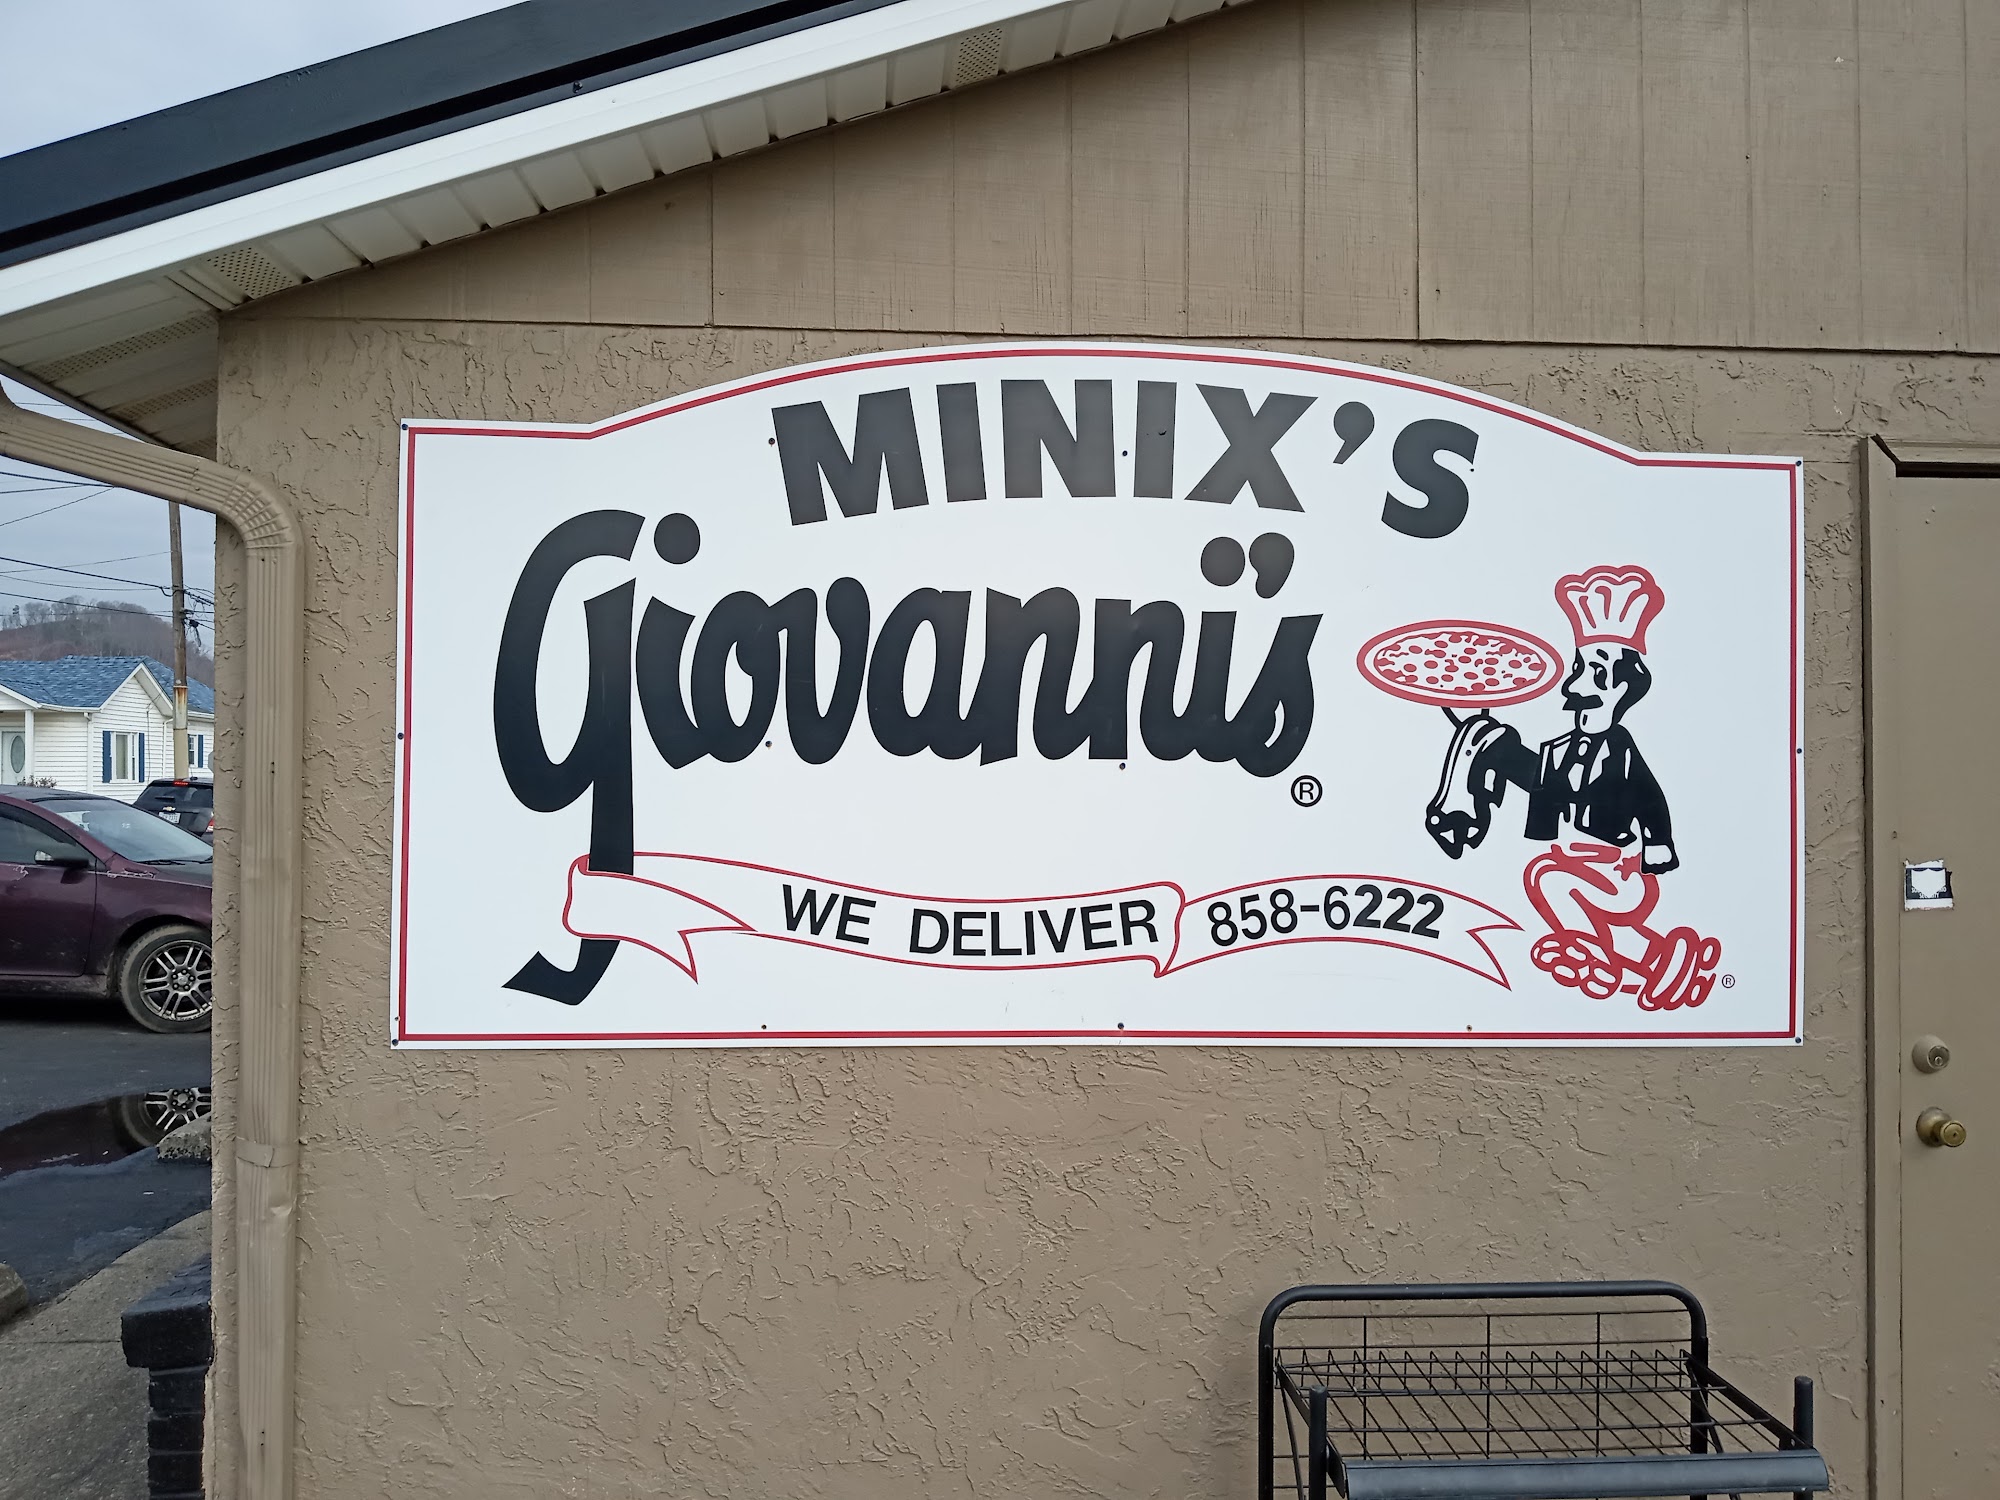 MINIX'S
Giovanni's
®
WE DELIVER 858-6222
®